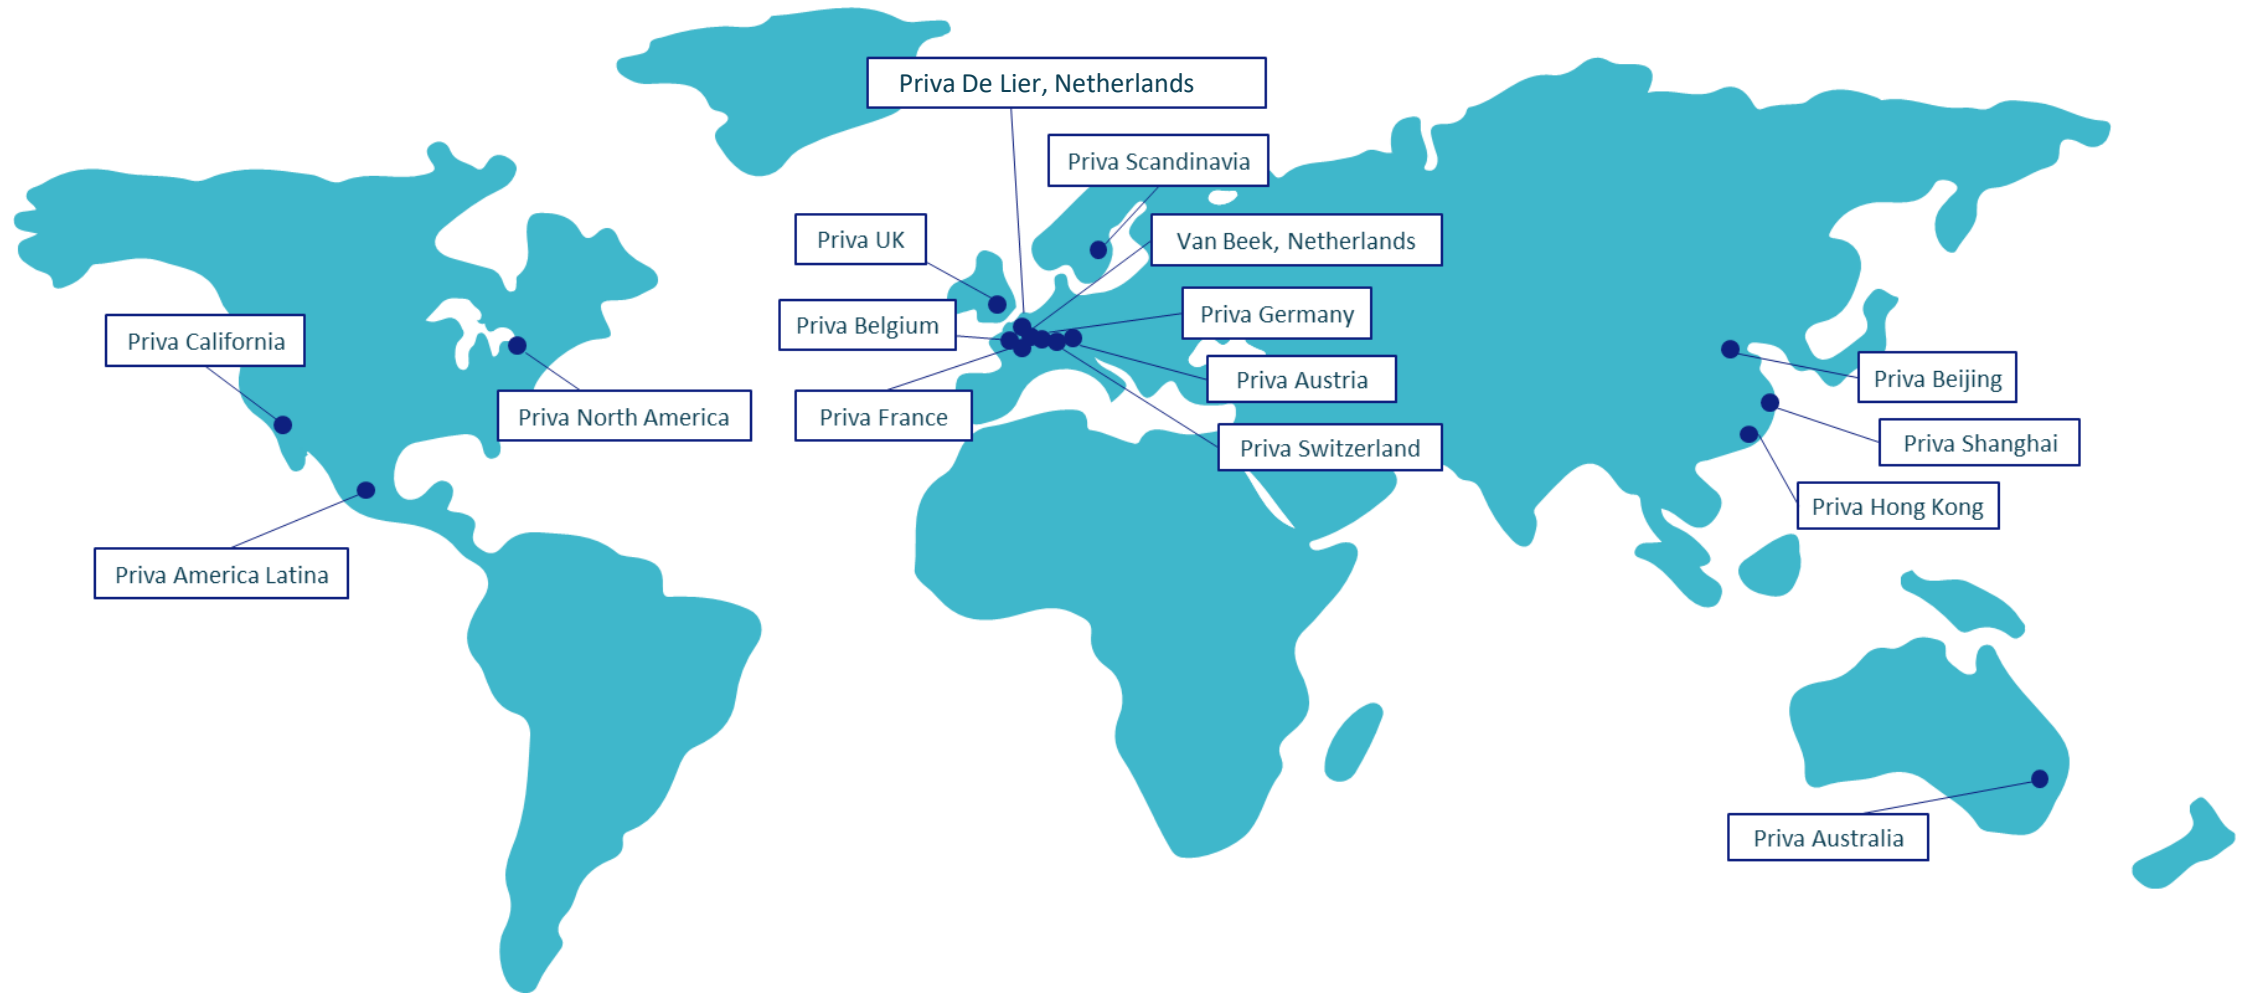 Priva De Lier, Netherlands
Priva Scandinavia
Priva UK
Van Beek, Netherlands
Priva Belgium
Priva Germany
Priva California
Priva Austria
Priva Beijing
Priva North America
Priva France
Priva Switzerland
Priva Shanghai
Priva Hong Kong
Priva America Latina
Priva Australia